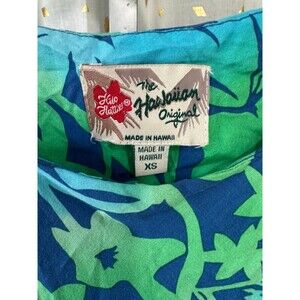 Hilo
Hattie®
The
Hawaiian
Original
MADE IN HAWAII
MADE IN
HAWAII
XS